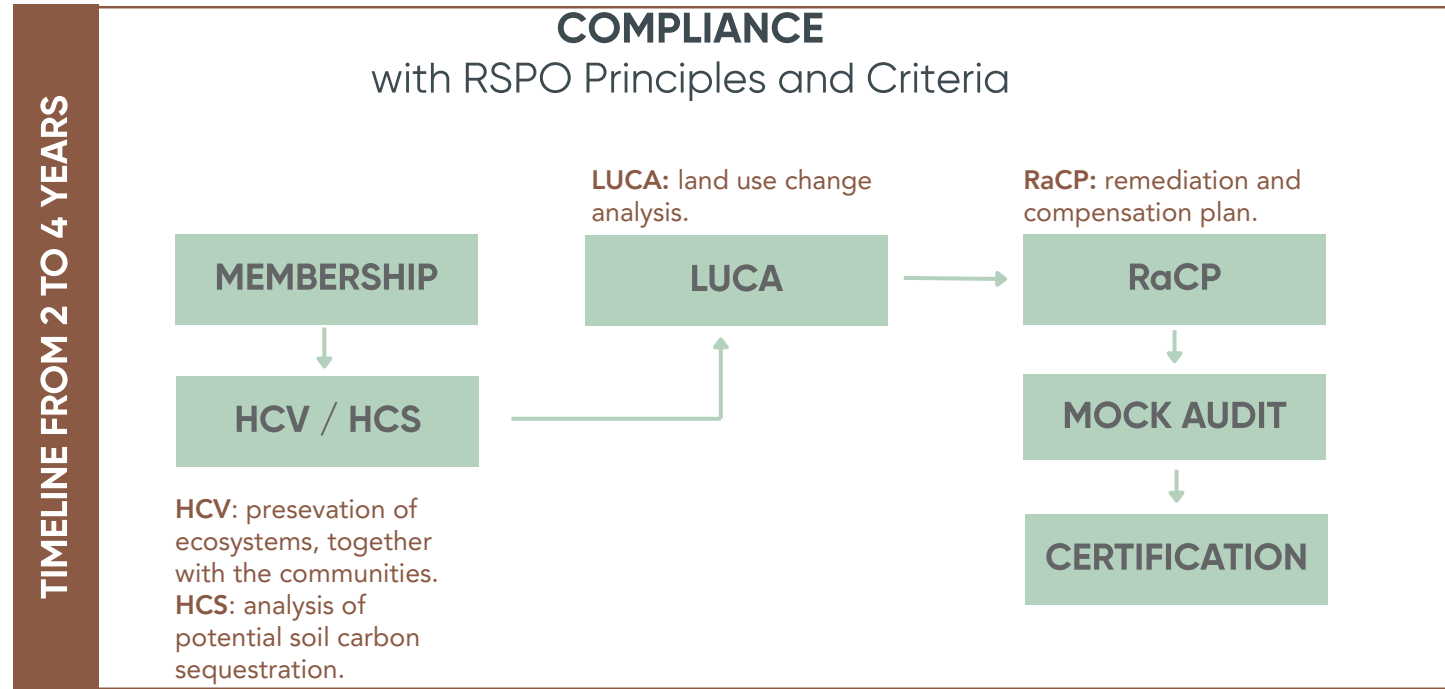 TIMELINE FROM 2 TO 4 YEARS
COMPLIANCE
with RSPO Principles and Criteria
MEMBERSHIP
HCV / HCS
HCV: presevation of
ecosystems, together
with the communities.
HCS: analysis of
potential soil carbon
sequestration.
LUCA: land use change
analysis.
LUCA
RaCP: remediation and
compensation plan.
RaCP
MOCK AUDIT
CERTIFICATION